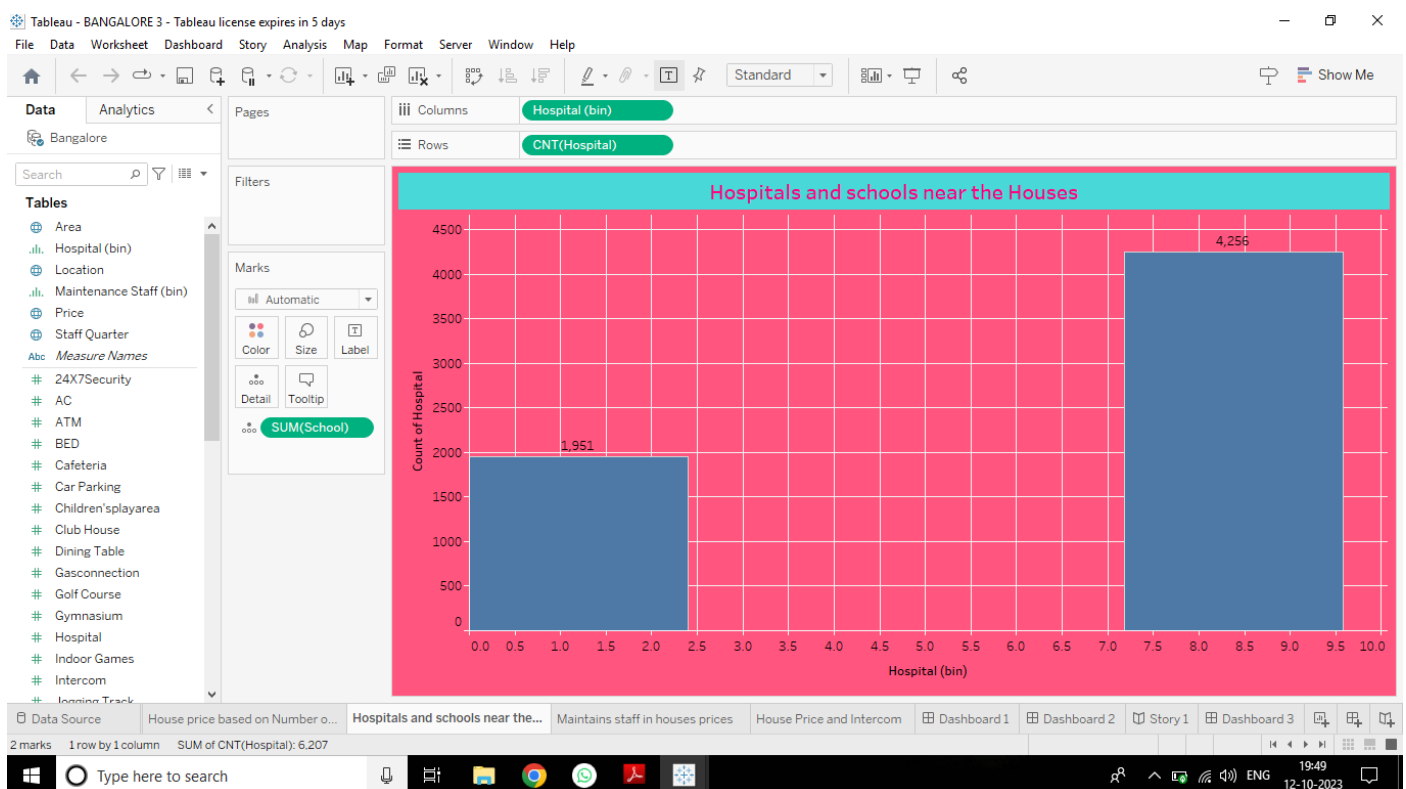 Tableau - BANGALORE 3 - Tableau license expires in 5 days
File Data Worksheet Dashboard Story Analysis Map Format Server Window Help
Standard
Show Me
Data Analytics
Bangalore
Search
Tables
Area
Hospital (bin)
Location
Maintenance Staff (bin)
Price
Staff Quarter
Abc Measure Names
# 24X7Security
# AC
# ATM
# BED
# Cafeteria
# Car Parking
# Children'splayarea
# Club House
# Dining Table
# Gasconnection
# Golf Course
# Gymnasium
# Hospital
# Indoor Games
# Intercom
# Jogging Track
Pages
Filters
Marks
Automatic
Color Size Label
Detail Tooltip
SUM(School)
iii Columns Hospital (bin)
Rows CNT(Hospital)
Hospitals and schools near the Houses
4500
4000
3500
3000
2500
2000
1500
1000
500
0
Count of Hospital
1,951
4,256
0.0 0.5 1.0 1.5 2.0 2.5 3.0 3.5 4.0 4.5 5.0 5.5 6.0 6.5 7.0 7.5 8.0 8.5 9.0 9.5 10.0
Hospital (bin)
Data Source House price based on Number o... Hospitals and schools near the... Maintains staff in houses prices House Price and Intercom Dashboard 1 Dashboard 2 Story 1 Dashboard 3
2 marks 1 row by 1 column SUM of CNT(Hospital): 6,207
Type here to search
ENG
19:49
12-10-2023